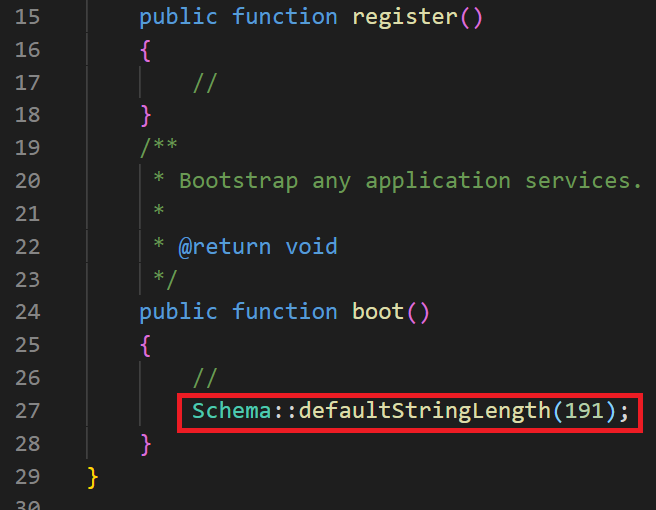 15 public function register()
16 {
17 //
18 }
19 /**
20 * Bootstrap any application services.
21 *
22 * @return void
23 */
24 public function boot()
25 {
26 //
27 Schema::defaultStringLength(191);
28 }
29 }
30